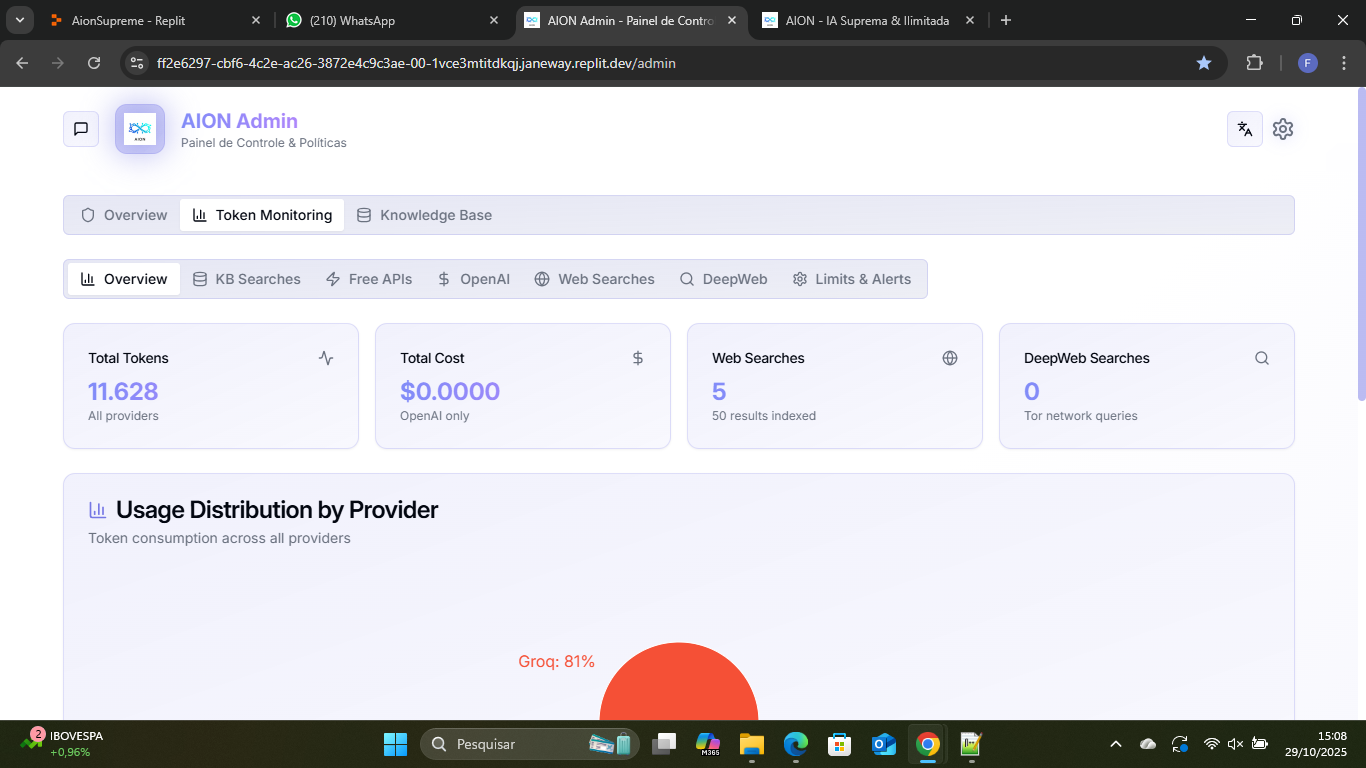 AionSupreme - Replit
(210) WhatsApp
AION Admin - Painel de Contro
AION - IA Suprema & Ilimitada
ff2e6297-cbf6-4c2e-ac26-3872e4c9c3ae-00-1vce3mtitdkqj.janeway.replit.dev/admin
F
AION
AION Admin
Painel de Controle & Políticas
Overview
Token Monitoring
Knowledge Base
Overview
KB Searches
Free APIs
OpenAI
Web Searches
DeepWeb
Limits & Alerts
Total Tokens
11.628
All providers
Total Cost
$0.0000
OpenAI only
Web Searches
5
50 results indexed
DeepWeb Searches
0
Tor network queries
Usage Distribution by Provider
Token consumption across all providers
Groq: 81%
2
IBOVESPA
+0,96%
Pesquisar
M365
15:08
29/10/2025